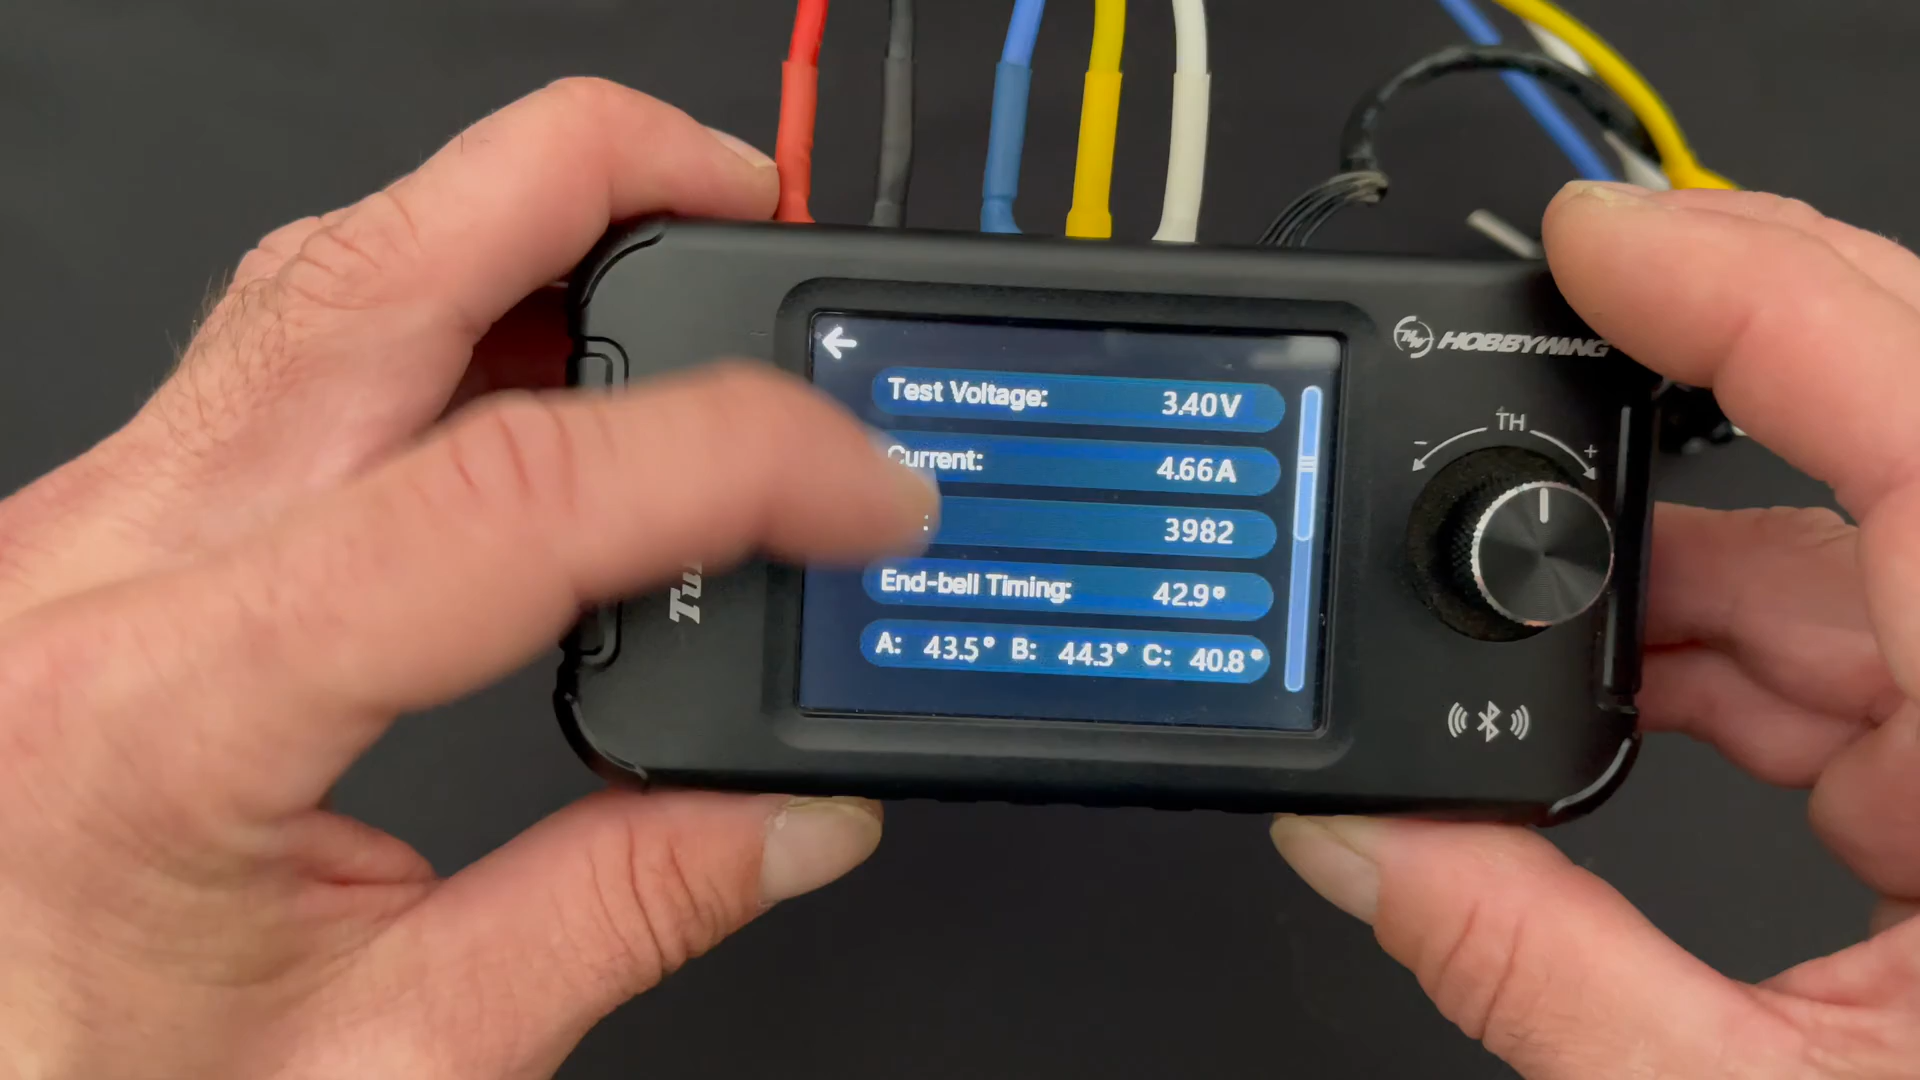 HOBBYWING
TH
- +
Test Voltage: 3.40V
Current: 4.66A
: 3982
End-bell Timing: 42.9°
A: 43.5° B: 44.3° C: 40.8°